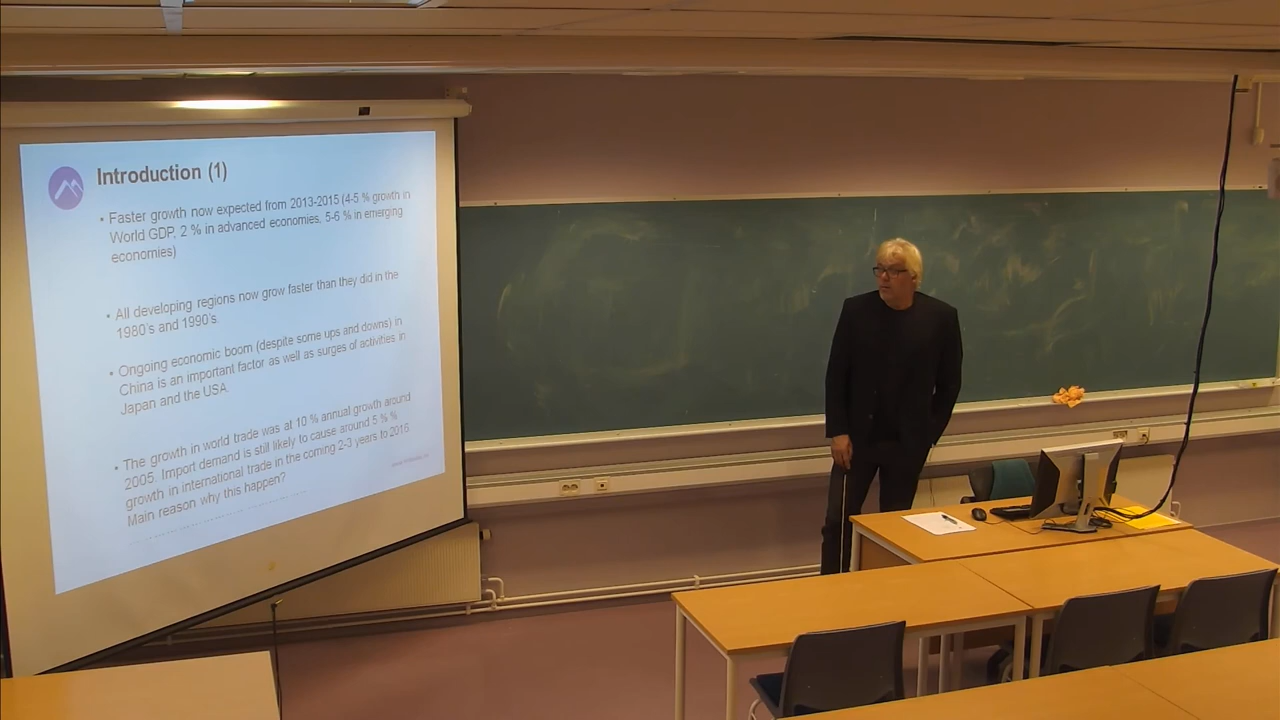 Introduction (1)
• Faster growth now expected from 2013-2015 (4-5 % growth in
World GDP, 2 % in advanced economies, 5-6 % in emerging
economies)
• All developing regions now grow faster than they did in the
1980's and 1990's.
• Ongoing economic boom (despite some ups and downs) in
China is an important factor as well as surges of activities in
Japan and the USA.
• The growth in world trade was at 10 % annual growth around
2005. Import demand is still likely to cause around 5 % %
growth in international trade in the coming 2-3 years to 2016.
Main reason why this happen?